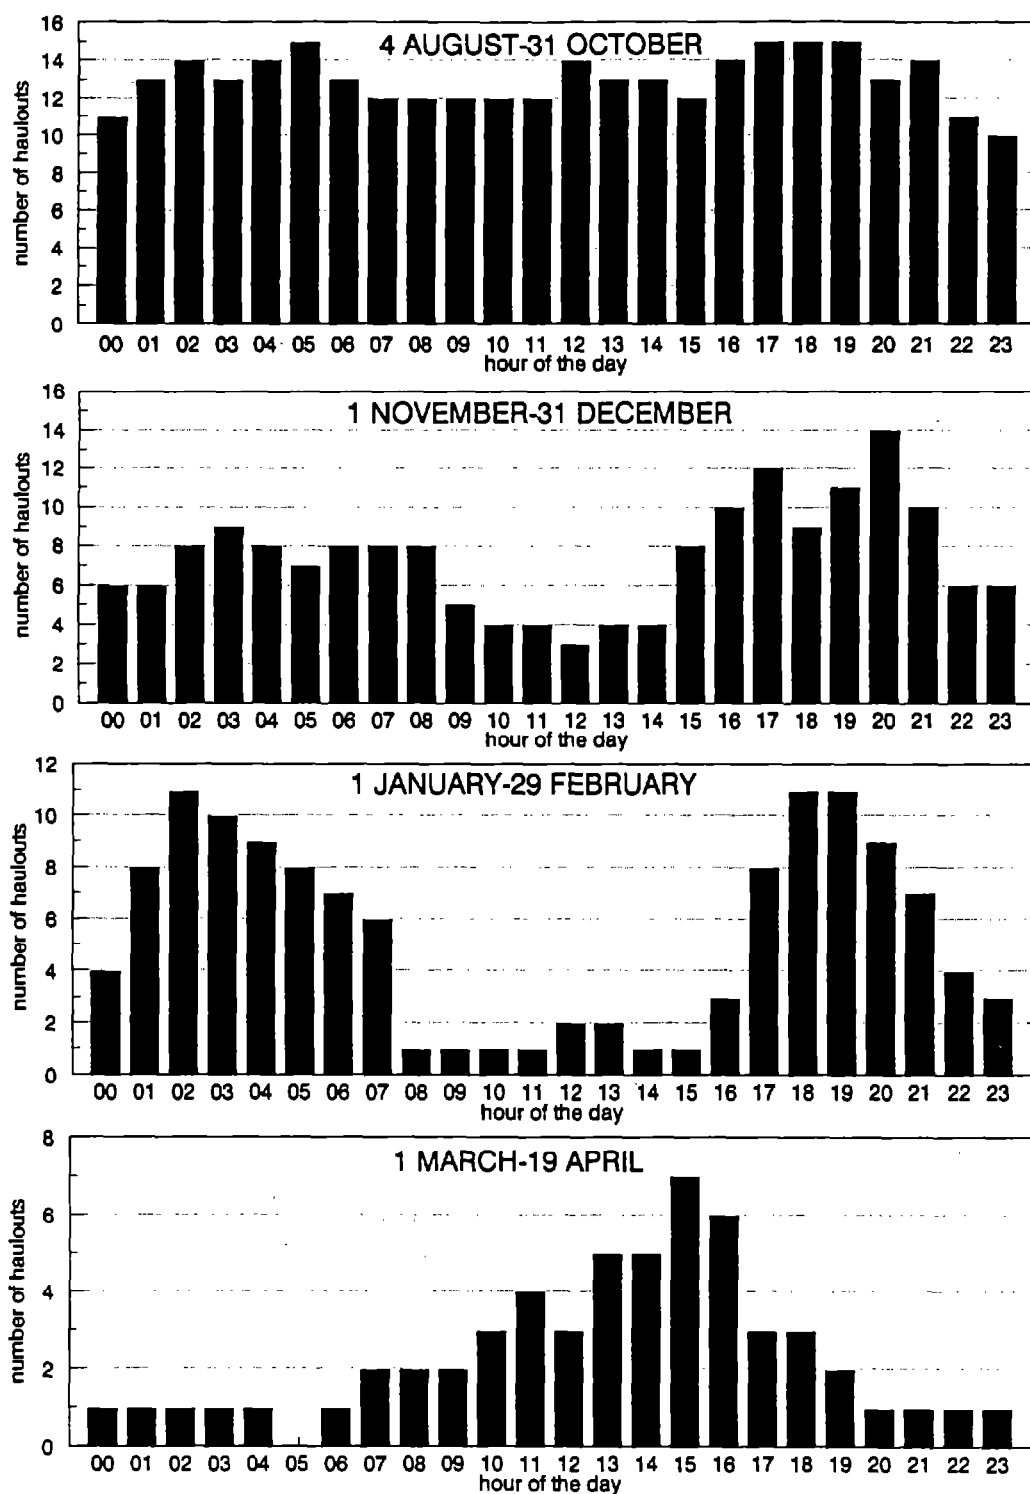 4 AUGUST-31 OCTOBER
number of haulouts
16
14
12
10
8
6
4
2
0
00 01 02 03 04 05 06 07 08 09 10 11 12 13 14 15 16 17 18 19 20 21 22 23
hour of the day
1 NOVEMBER-31 DECEMBER
number of haulouts
16
14
12
10
8
6
4
2
0
00 01 02 03 04 05 06 07 08 09 10 11 12 13 14 15 16 17 18 19 20 21 22 23
hour of the day
1 JANUARY-29 FEBRUARY
number of haulouts
12
10
8
6
4
2
0
00 01 02 03 04 05 06 07 08 09 10 11 12 13 14 15 16 17 18 19 20 21 22 23
hour of the day
1 MARCH-19 APRIL
number of haulouts
8
6
4
2
0
00 01 02 03 04 05 06 07 08 09 10 11 12 13 14 15 16 17 18 19 20 21 22 23
hour of the day